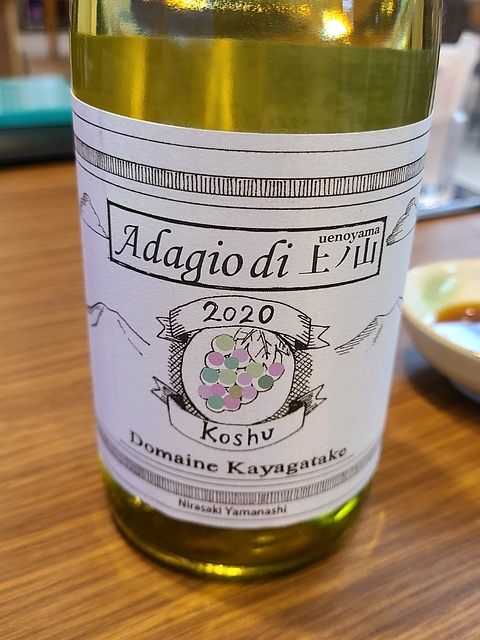 uenoyama
Adagio di 上ノ山
2020
Koshu
Domaine Kayagatake
Nirasaki Yamanashi